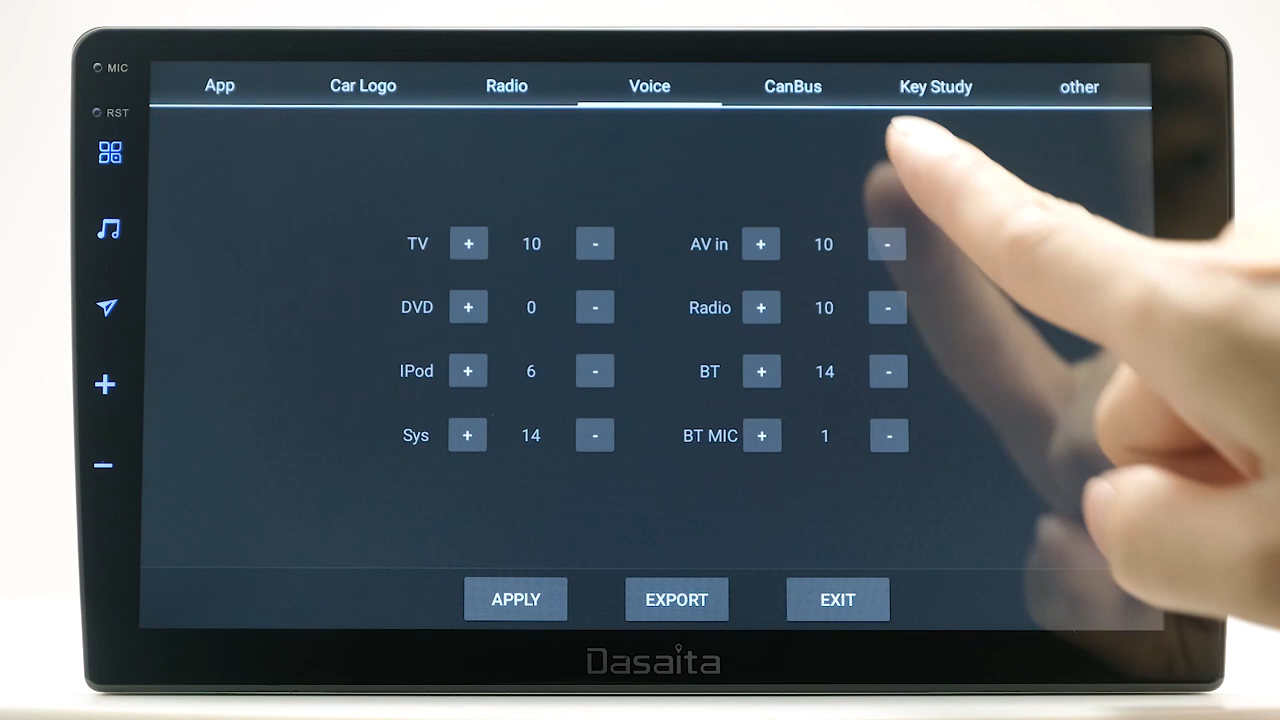 MIC
App Car Logo Radio Voice CanBus Key Study other
RST
TV + 10 - AV in + 10 -
DVD + 0 - Radio + 10 -
IPod + 6 - BT + 14 -
Sys + 14 - BT MIC + 1 -
APPLY EXPORT EXIT
Dasaita